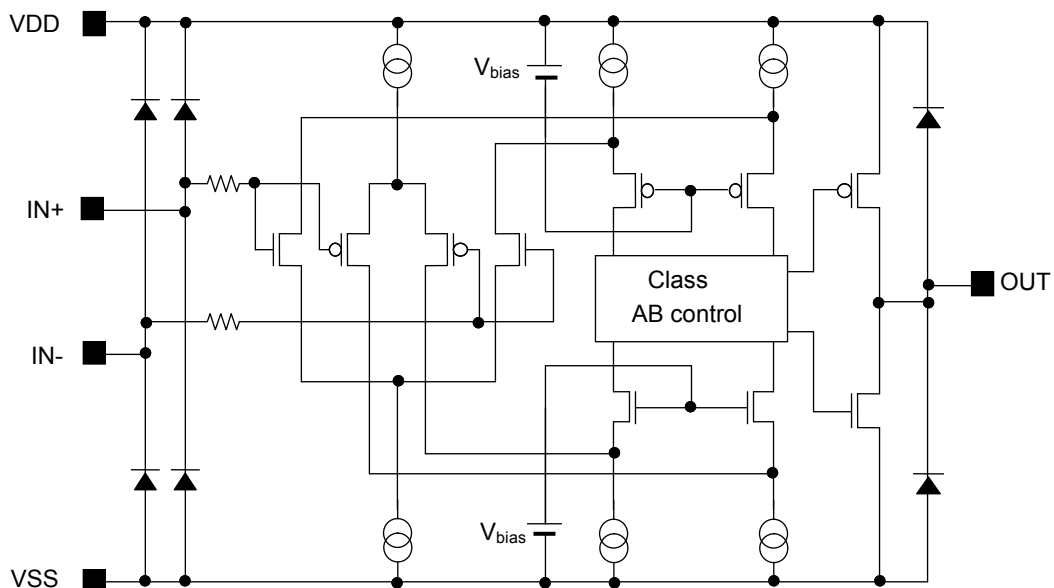 VDD
Vbias
IN+
Class
AB control
OUT
IN-
Vbias
VSS